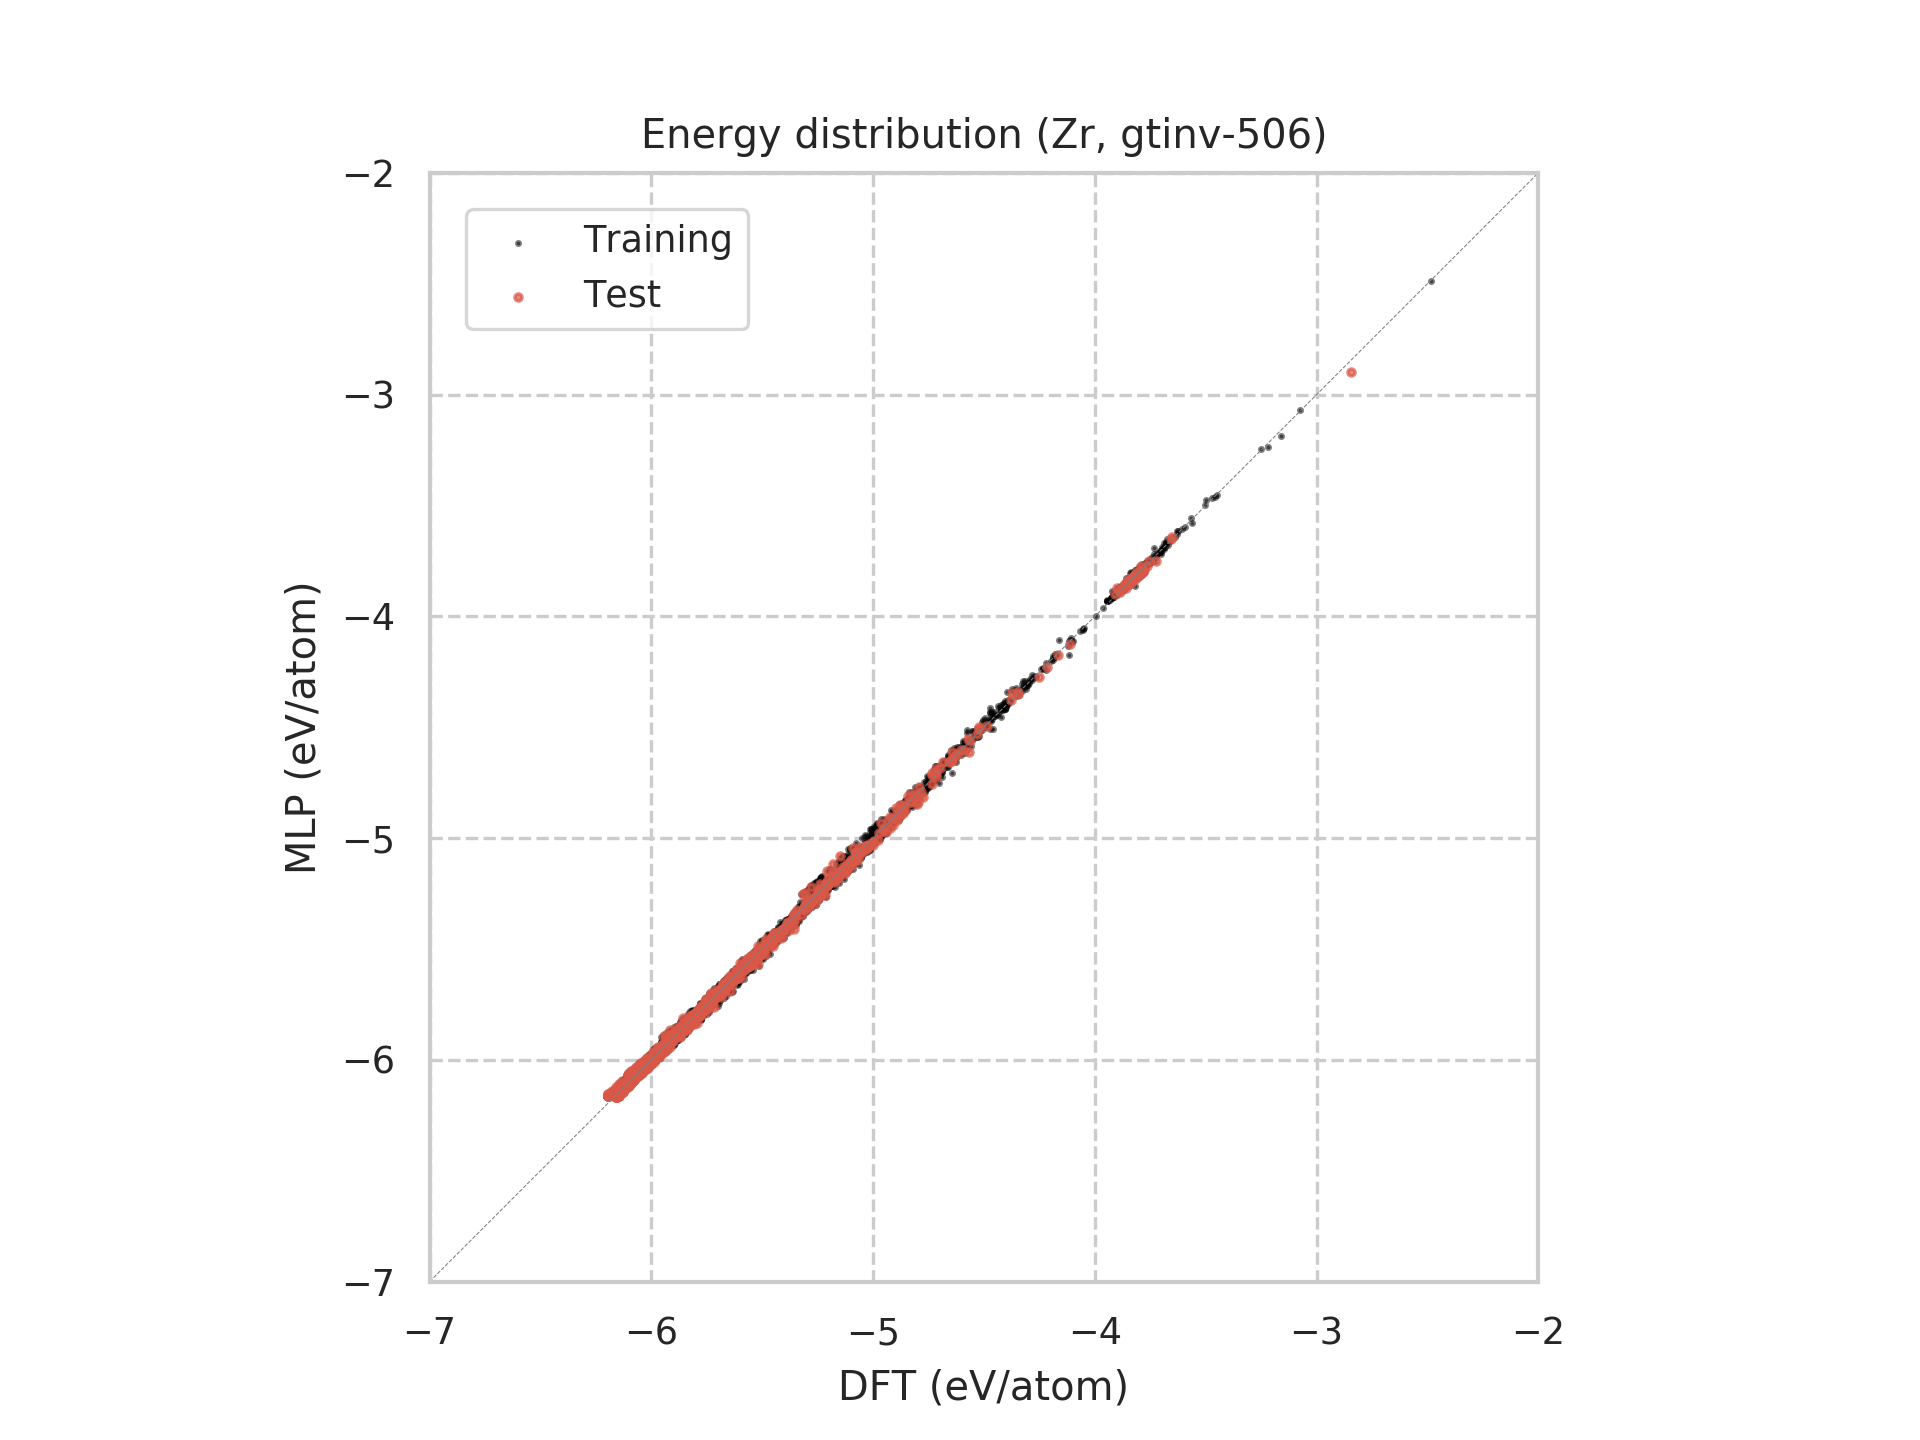 Energy distribution (Zr, gtinv-506)
Training
Test
−2
−3
−4
−5
−6
−7
MLP (eV/atom)
−7 −6 −5 −4 −3 −2
DFT (eV/atom)